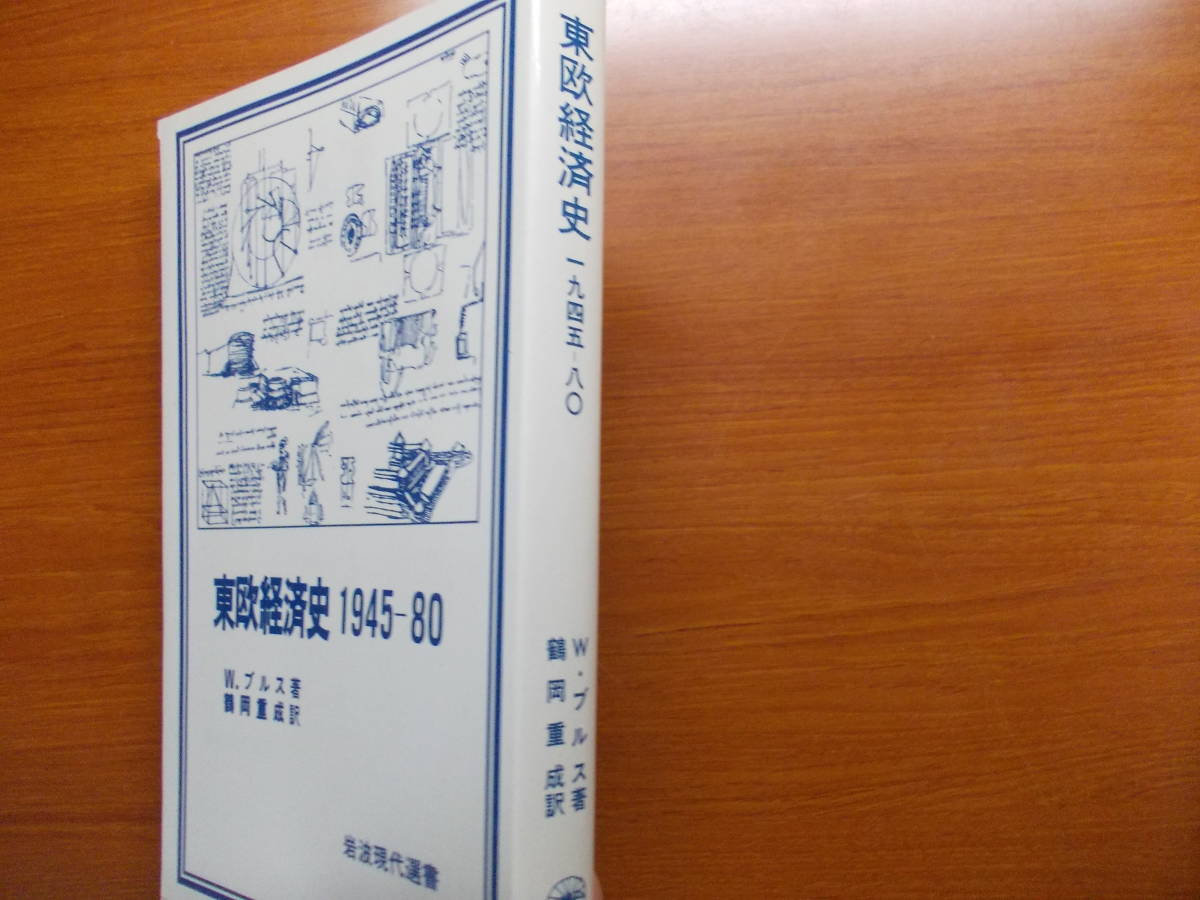 東欧経済史 1945-80
W.ブルス著
鶴岡重成訳
岩波現代選書
東欧経済史 一九四五-八〇
W・ブルス著
鶴岡重成訳